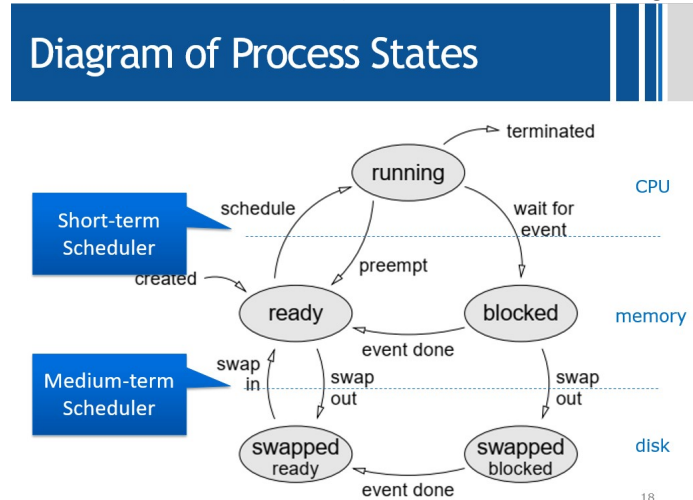 Diagram of Process States
terminated
running
CPU
Short-term
Scheduler
schedule
wait for
event
preempt
created
ready
blocked
memory
event done
Medium-term
Scheduler
swap
in
swap
out
swap
out
swapped
ready
swapped
blocked
disk
event done
18